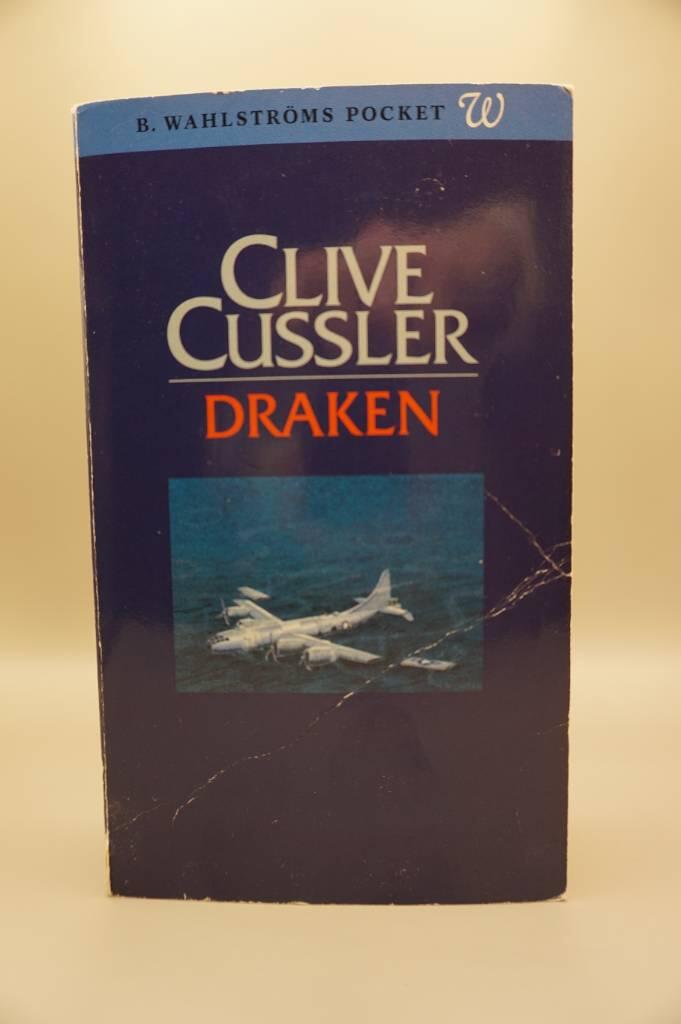 B. WAHLSTRÖMS POCKET W
CLIVE
CUSSLER
DRAKEN